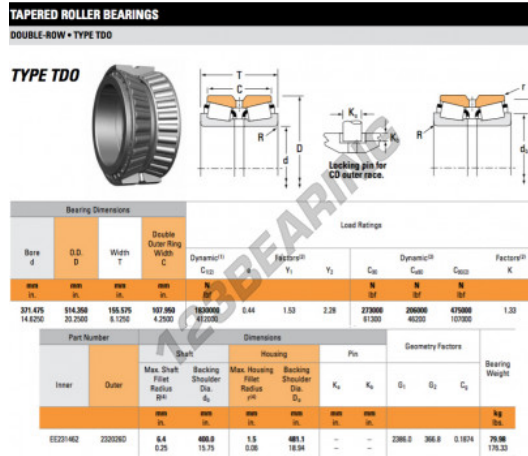 TAPERED ROLLER BEARINGS
DOUBLE-ROW • TYPE TDO
TYPE TDO
T
C
r
R
D
d
Locking pin for
CD outer race.
R
123BEARING
Bearing Dimensions
Load Ratings
Bore d
O.D. D
Width T
Double Outer Ring Width C
Dynamic(1) C1(2)
Factors(2) e Y1 Y2
Dynamic(3) C90 Ca90 C90(2)
Factors(2) K
mm mm mm mm N N N N
in. in. in. in. lbf lbf lbf lbf
371.475 514.350 155.575 107.950 1830000 0.44 1.53 2.28 273000 206000 475000 1.33
14.6250 20.2500 6.1250 4.2500 412000 61300 46200 107000
Part Number
Dimensions
Geometry Factors
Bearing Weight
Shaft
Housing
Pin
Inner
Outer
Max. Shaft Fillet Radius R(4)
Backing Shoulder Dia.
Max. Housing Fillet Radius r(4)
Backing Shoulder Dia.
G1 G2 Cg
mm mm mm mm mm mm kg
in. in. in. in. in. in. lbs.
EE231462 232026D 6.4 400.0 1.5 481.1 – – 2386.0 366.8 0.1874 79.98
0.25 15.75 0.06 18.94 – – 176.33